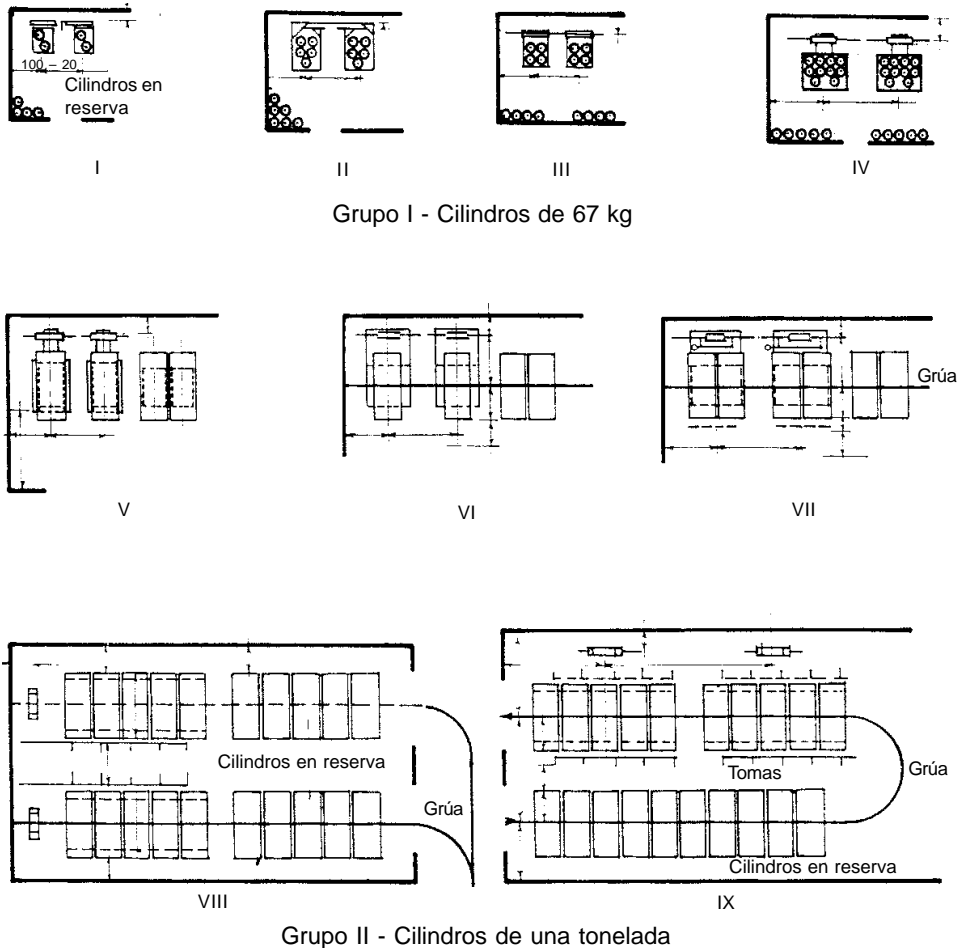 100 – 20
Cilindros en
reserva
I
II
III
IV
Grupo I - Cilindros de 67 kg
Grúa
V
VI
VII
Cilindros en reserva
Tomas
Grúa
Grúa
Cilindros en reserva
VIII
IX
Grupo II - Cilindros de una tonelada